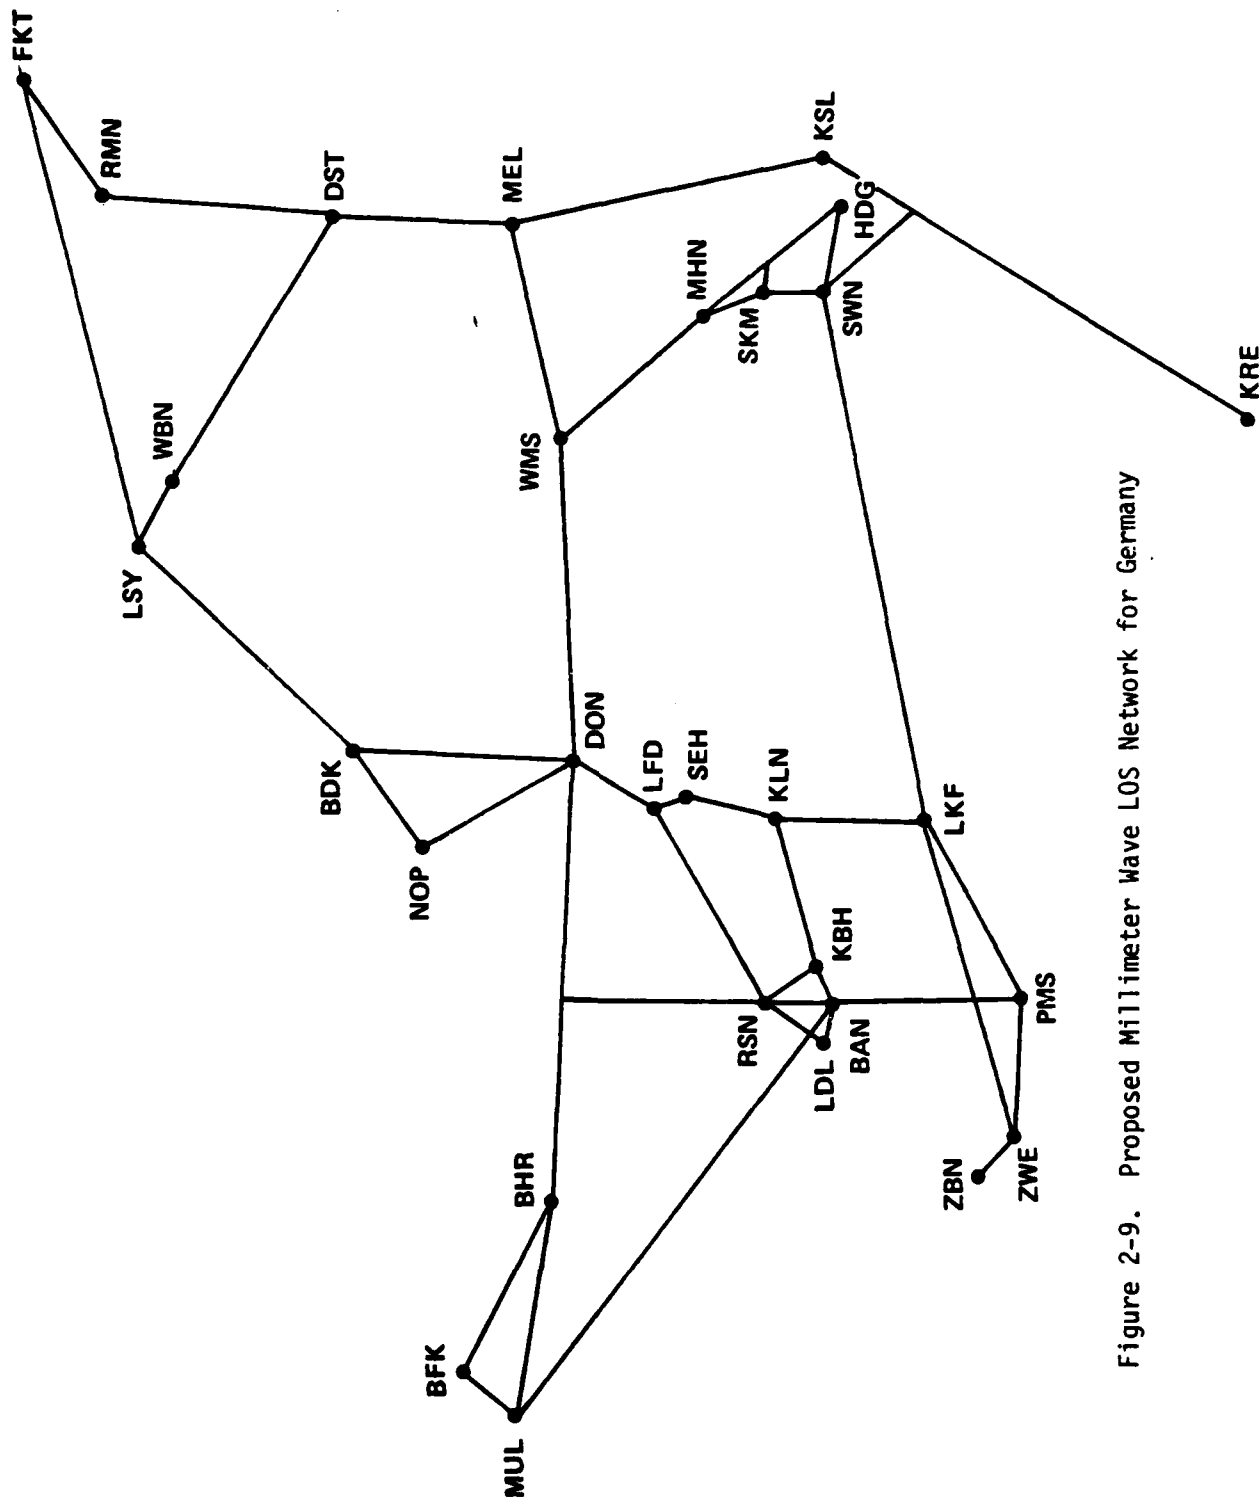 FKT
RMN
DST
MEL
KSL
HDG
MHN
SKM
SWN
KRE
WBN
LSY
WMS
BDK
DON
NOP
LFD
SEH
KLN
LKF
KBH
RSN
LDL
BAN
PMS
BHR
ZBN
ZWE
BFK
MUL
Figure 2-9. Proposed Millimeter Wave LOS Network for Germany